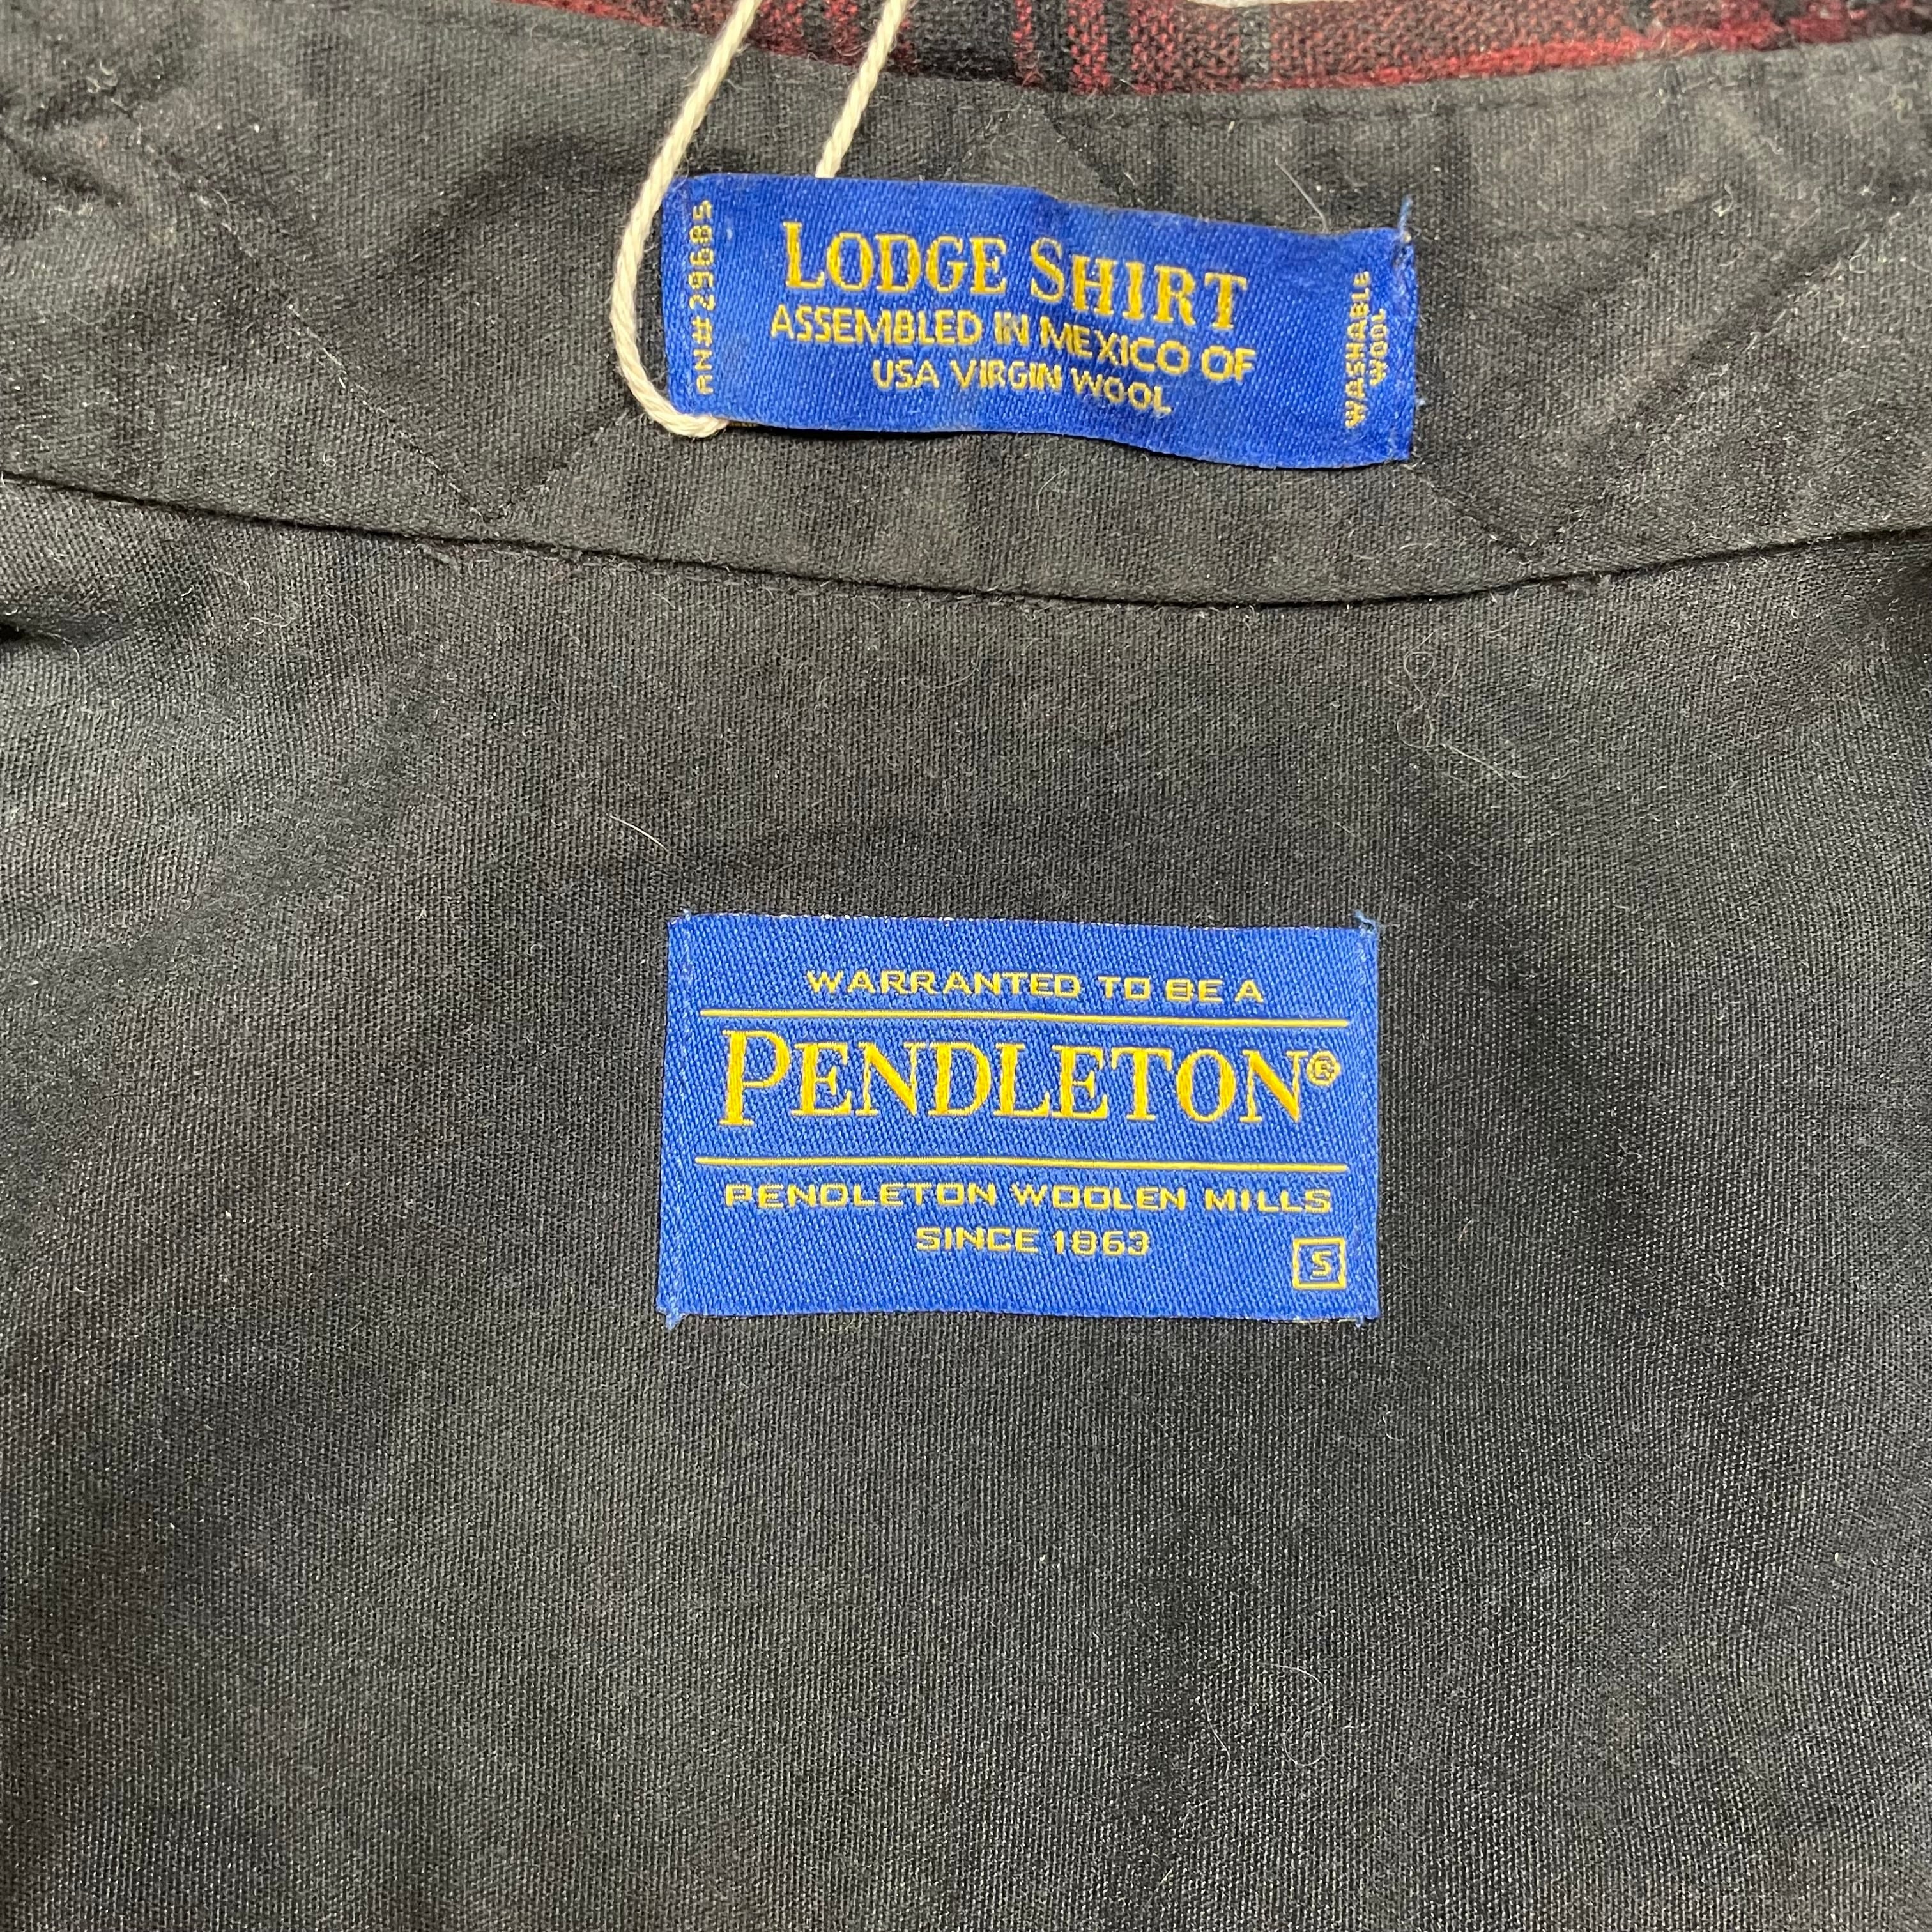 LODGE SHIRT
ASSEMBLED IN MEXICO OF
USA VIRGIN WOOL
RN# 29685
WASHABLE
WOOL
WARRANTED TO BE A
PENDLETON®
PENDLETON WOOLEN MILLS
SINCE 1863
S